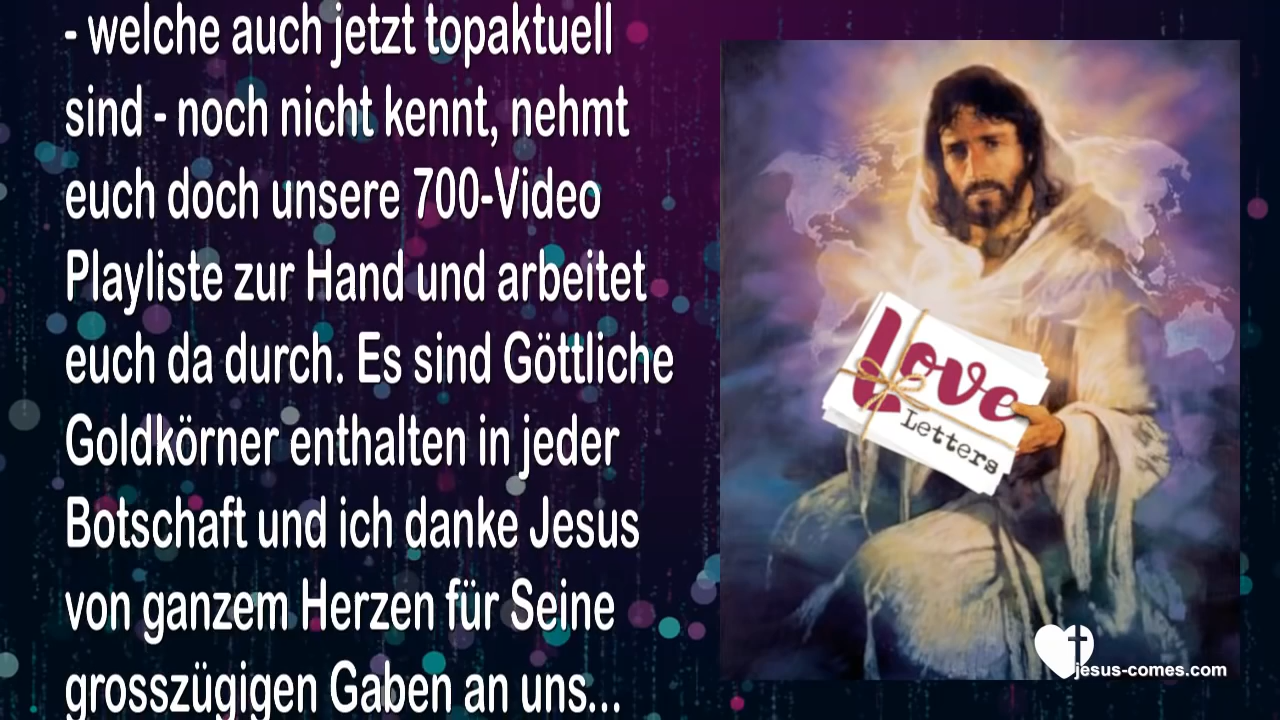 - welche auch jetzt topaktuell
sind - noch nicht kennt, nehmt
euch doch unsere 700-Video
Playliste zur Hand und arbeitet
euch da durch. Es sind Göttliche
Goldkörner enthalten in jeder
Botschaft und ich danke Jesus
von ganzem Herzen für Seine
grosszügigen Gaben an uns...
Love
Letters
jesus-comes.com